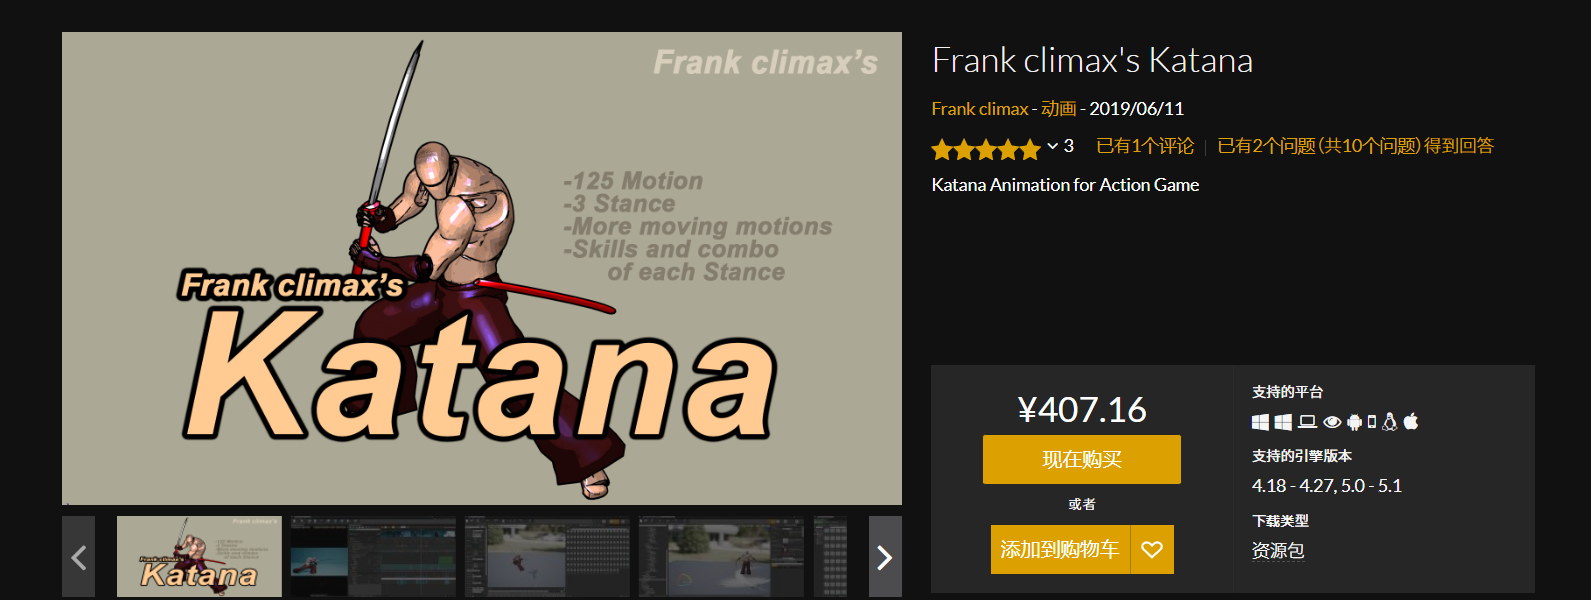 Frank climax's
-125 Motion
-3 Stance
-More moving motions
-Skills and combo
of each Stance
Frank climax's
Katana
Frank climax's Katana
Frank climax - 动画 - 2019/06/11
3 已有1个评论 | 已有2个问题 (共10个问题) 得到回答
Katana Animation for Action Game
¥407.16
现在购买
或者
添加到购物车
支持的平台
支持的引擎版本
4.18 - 4.27, 5.0 - 5.1
下载类型
资源包
Frank climax's
Katana